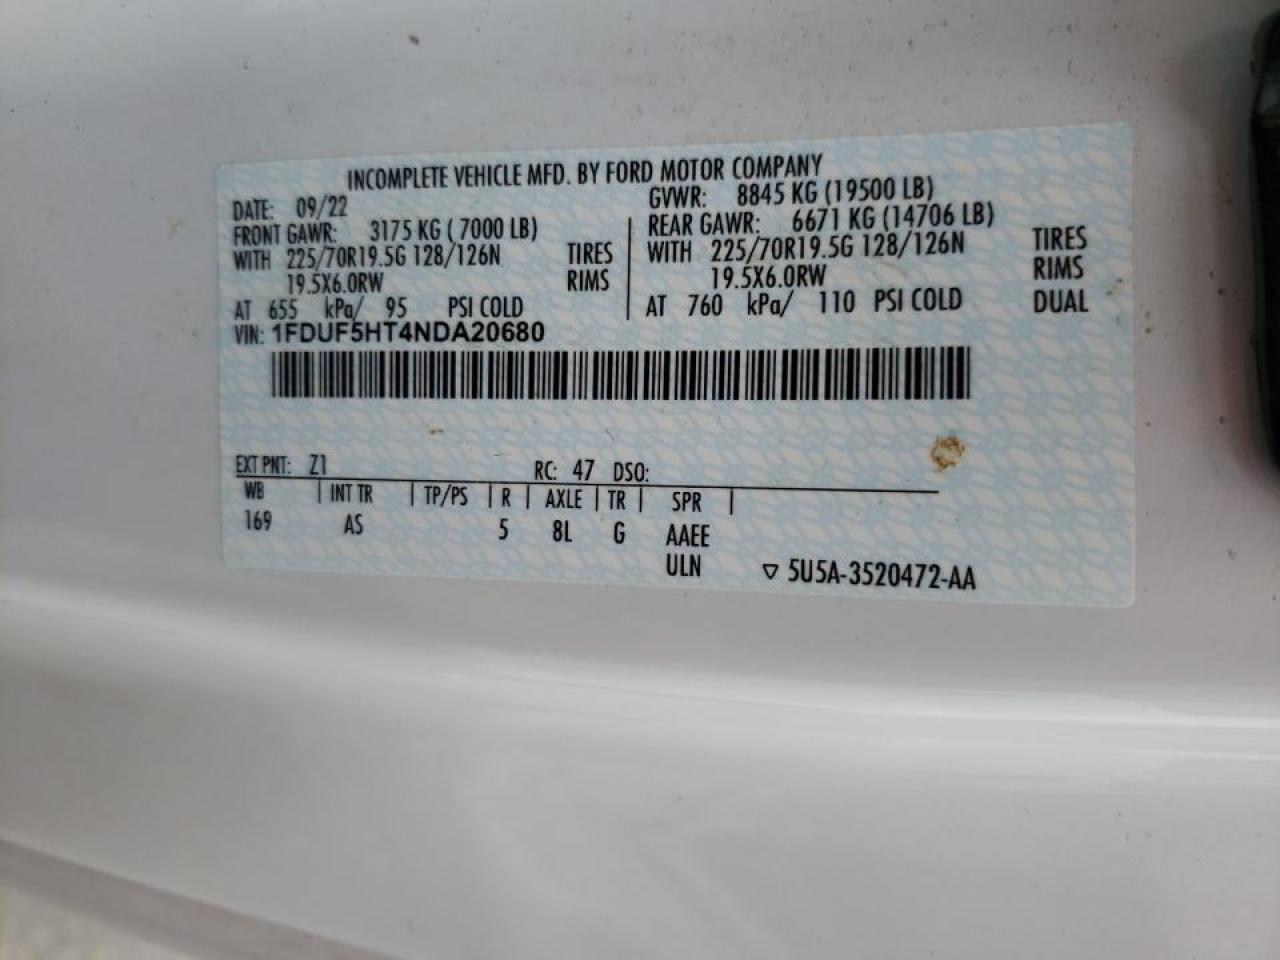 INCOMPLETE VEHICLE MFD. BY FORD MOTOR COMPANY
DATE: 09/22 GVWR: 8845 KG (19500 LB)
FRONT GAWR: 3175 KG ( 7000 LB) REAR GAWR: 6671 KG (14706 LB)
WITH 225/70R19.5G 128/126N TIRES WITH 225/70R19.5G 128/126N TIRES
19.5X6.0RW RIMS 19.5X6.0RW RIMS
AT 655 kPa/ 95 PSI COLD AT 760 kPa/ 110 PSI COLD DUAL
VIN: 1FDUF5HT4NDA20680
EXT PNT: Z1 RC: 47 DSO:
WB INT TR TP/PS R AXLE TR SPR
169 AS 5 8L G AAEE
ULN ▽ 5U5A-3520472-AA